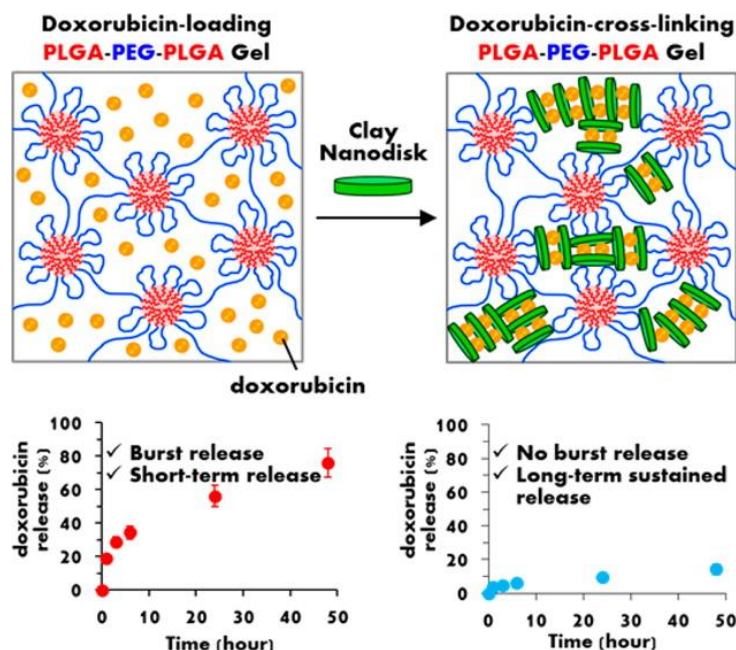 Doxorubicin-loading
PLGA-PEG-PLGA Gel
Doxorubicin-cross-linking
PLGA-PEG-PLGA Gel
Clay
Nanodisk
doxorubicin
doxorubicin
release (%)
100
80
60
40
20
0
✓ Burst release
✓ Short-term release
0 10 20 30 40 50
Time (hour)
doxorubicin
release (%)
100
80
60
40
20
0
✓ No burst release
✓ Long-term sustained
release
0 10 20 30 40 50
Time (hour)